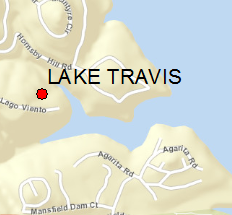 Hornsby Hill Rd
LAKE TRAVIS
Lago Viento
Agarita Rd
Agarita Rd
Mansfield Dam Ct